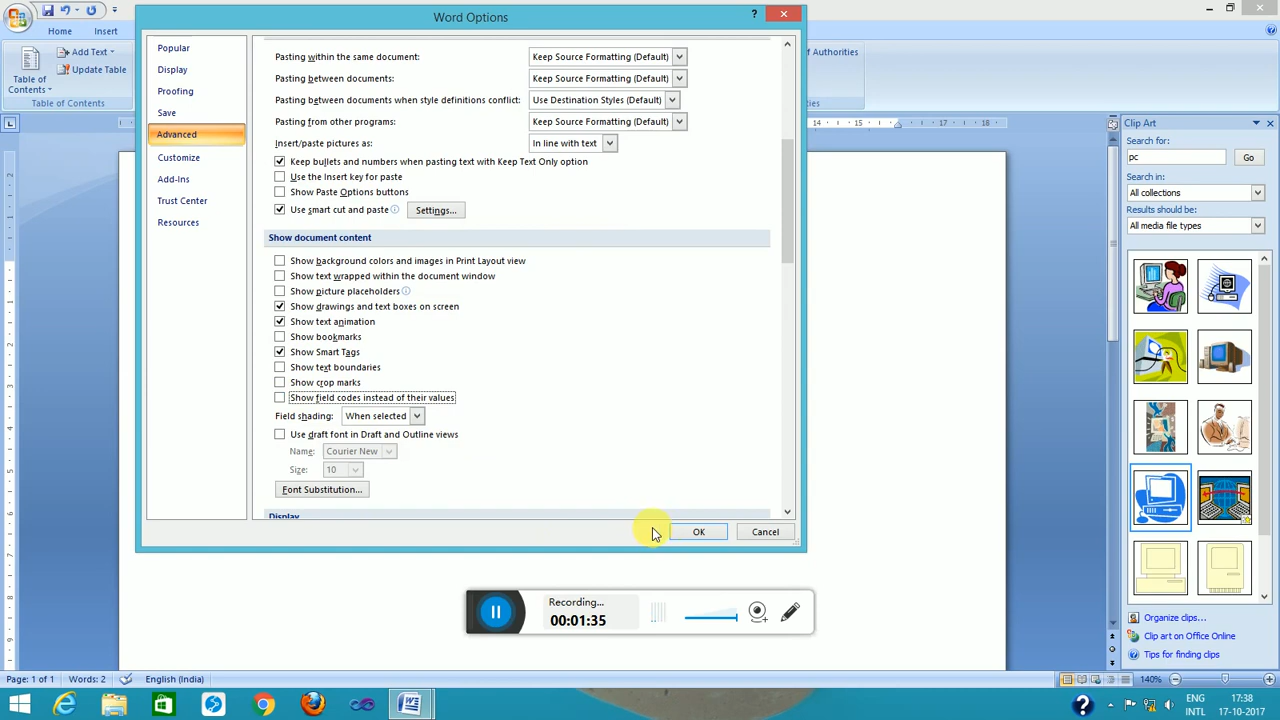 Word Options
?
Home
Insert
Add Text
Update Table
Table of
Contents
Table of Contents
of Authorities
Popular
Display
Proofing
Save
Advanced
Customize
Add-Ins
Trust Center
Resources
Pasting within the same document: Keep Source Formatting (Default)
Pasting between documents: Keep Source Formatting (Default)
Pasting between documents when style definitions conflict: Use Destination Styles (Default)
Pasting from other programs: Keep Source Formatting (Default)
Insert/paste pictures as: In line with text
Keep bullets and numbers when pasting text with Keep Text Only option
Use the Insert key for paste
Show Paste Options buttons
Use smart cut and paste Settings...
Show document content
Show background colors and images in Print Layout view
Show text wrapped within the document window
Show picture placeholders
Show drawings and text boxes on screen
Show text animation
Show bookmarks
Show Smart Tags
Show text boundaries
Show crop marks
Show field codes instead of their values
Field shading: When selected
Use draft font in Draft and Outline views
Name: Courier New
Size: 10
Font Substitution...
Display
OK Cancel
14 15 16 17 18
Clip Art
Search for:
pc
Go
Search in:
All collections
Results should be:
All media file types
Organize clips...
Clip art on Office Online
Tips for finding clips
Recording...
00:01:35
Page: 1 of 1 Words: 2 English (India) 140%
ENG 17:38
INTL 17-10-2017